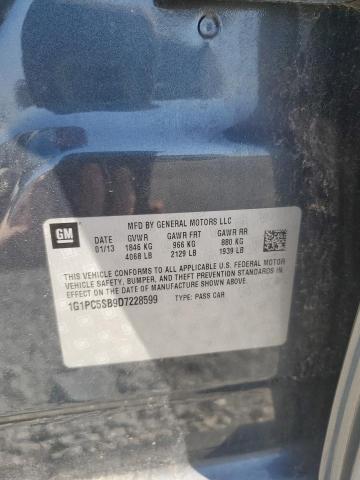 GM
MFD BY GENERAL MOTORS LLC
DATE GVWR GAWR FRT GAWR RR
01/13 1846 KG 966 KG 880 KG
4068 LB 2129 LB 1939 LB
THIS VEHICLE CONFORMS TO ALL APPLICABLE U.S. FEDERAL MOTOR
VEHICLE SAFETY, BUMPER, AND THEFT PREVENTION STANDARDS
IN EFFECT ON THE DATE OF MANUFACTURE SHOWN ABOVE.
1G1PC5SB9D7228599 TYPE: PASS CAR